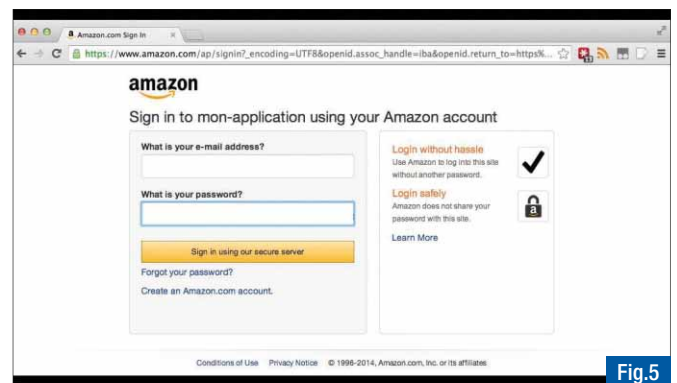 Amazon.com Sign In
https://www.amazon.com/ap/signin?_encoding=UTF8&openid.assoc_handle=iba&openid.return_to=https%...
amazon
Sign in to mon-application using your Amazon account
What is your e-mail address?
What is your password?
Sign in using our secure server
Forgot your password?
Create an Amazon.com account.
Login without hassle
Use Amazon to log into this site
without another password.
Login safely
Amazon does not share your
password with this site.
Learn More
Conditions of Use Privacy Notice © 1996-2014, Amazon.com, Inc. or its affiliates
Fig.5